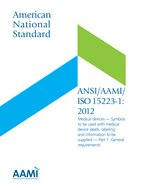 American
National
Standard
ANSI/AAMI/
ISO 15223-1:
2012
Medical devices — Symbols
to be used with medical
device labels, labeling
and information to be
supplied — Part 1: General
requirements
AAMI